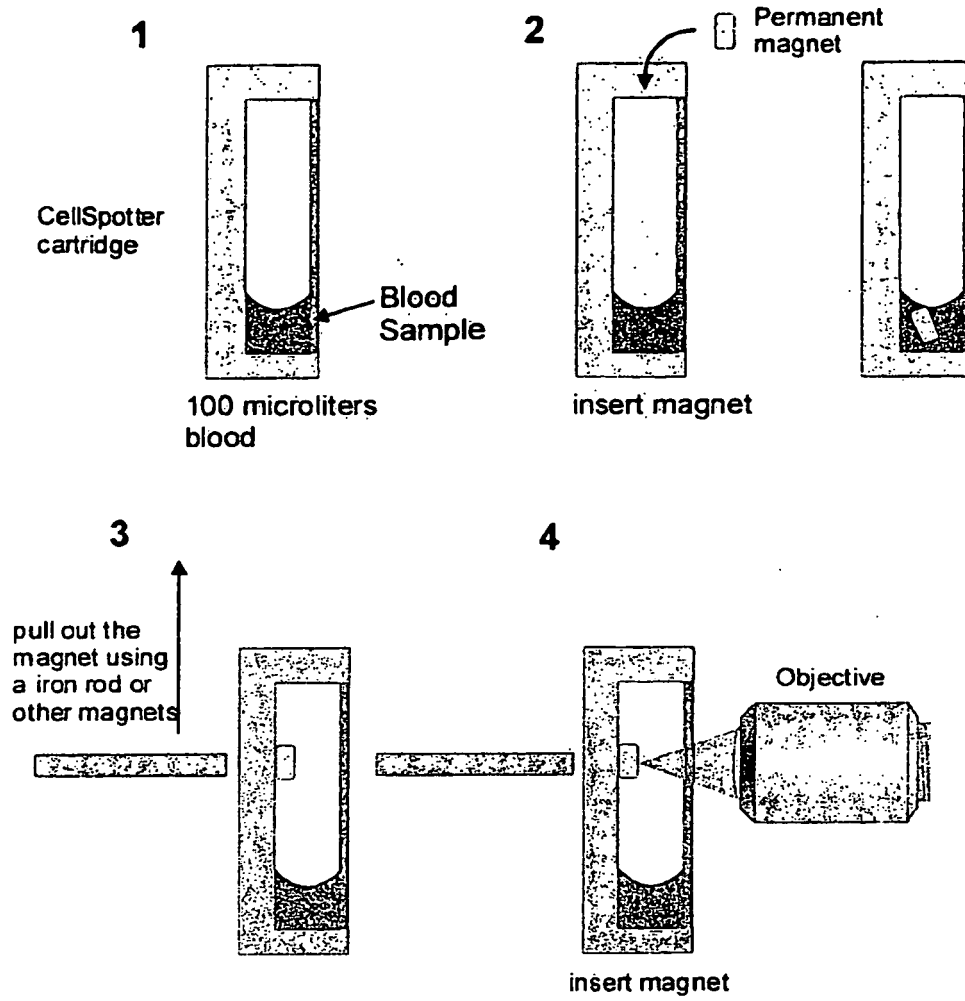 1
2
Permanent
magnet
CellSpotter
cartridge
Blood
Sample
100 microliters
blood
insert magnet
3
4
pull out the
magnet using
a iron rod or
other magnets
Objective
insert magnet